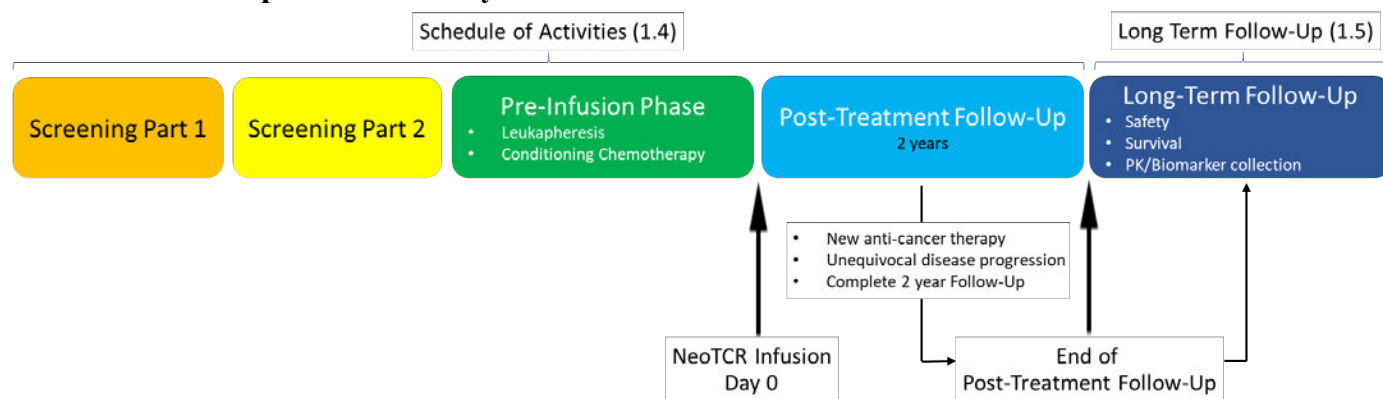 Schedule of Activities (1.4)
Long Term Follow-Up (1.5)
Screening Part 1
Screening Part 2
Pre-Infusion Phase
• Leukapheresis
• Conditioning Chemotherapy
Post-Treatment Follow-Up
2 years
Long-Term Follow-Up
• Safety
• Survival
• PK/Biomarker collection
• New anti-cancer therapy
• Unequivocal disease progression
• Complete 2 year Follow-Up
NeoTCR Infusion
Day 0
End of
Post-Treatment Follow-Up